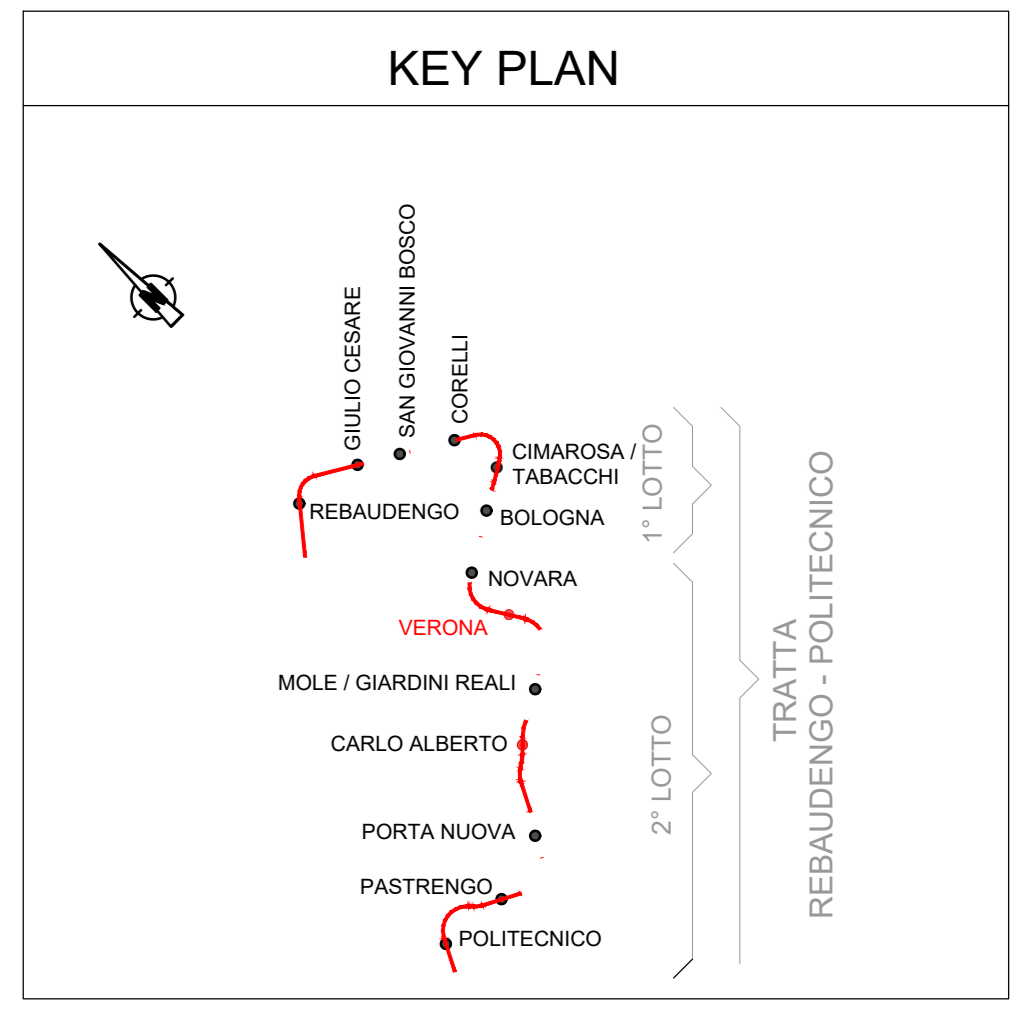 KEY PLAN
N
GIULIO CESARE
SAN GIOVANNI BOSCO
CORELLI
CIMAROSA /
TABACCHI
REBAUDENGO
BOLOGNA
NOVARA
VERONA
MOLE / GIARDINI REALI
CARLO ALBERTO
PORTA NUOVA
PASTRENGO
POLITECNICO
1° LOTTO
2° LOTTO
TRATTA
REBAUDENGO - POLITECNICO